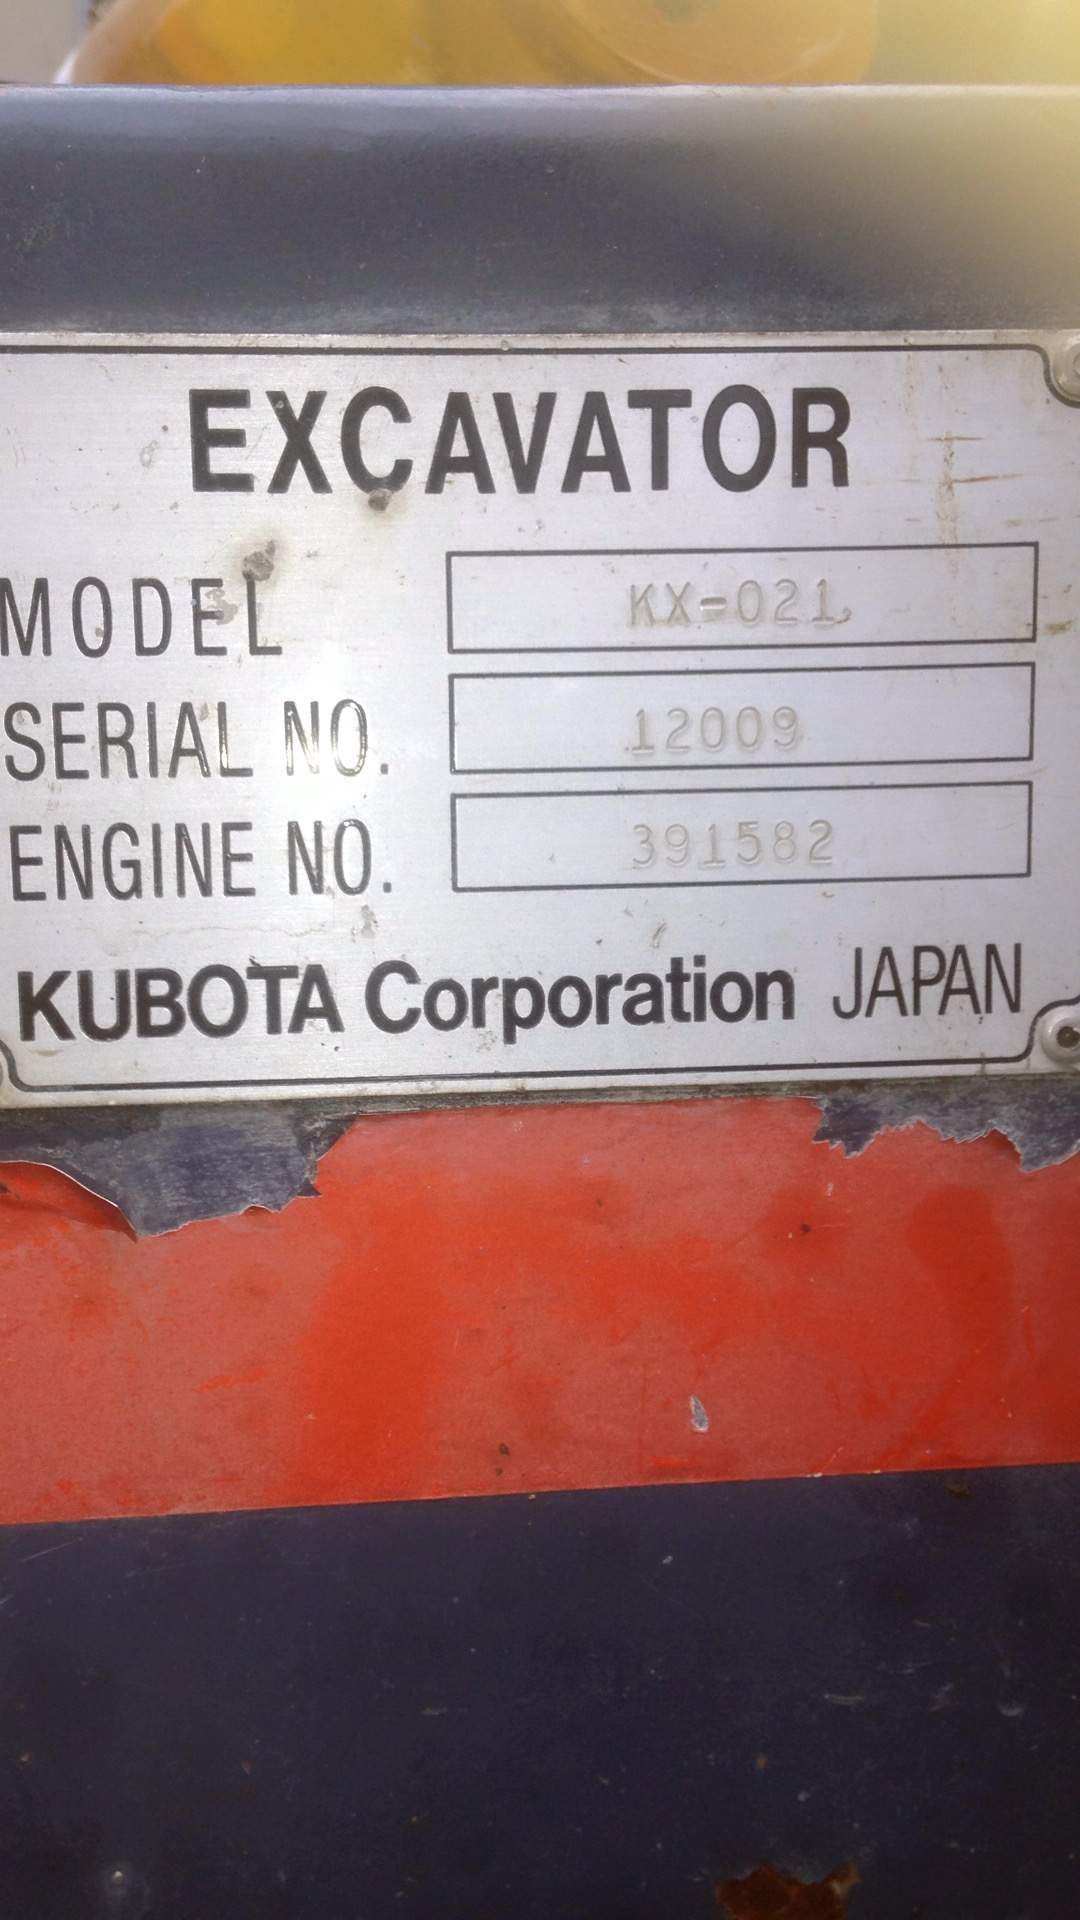 EXCAVATOR
MODEL KX-021
SERIAL NO. 12009
ENGINE NO. 391582
KUBOTA Corporation JAPAN